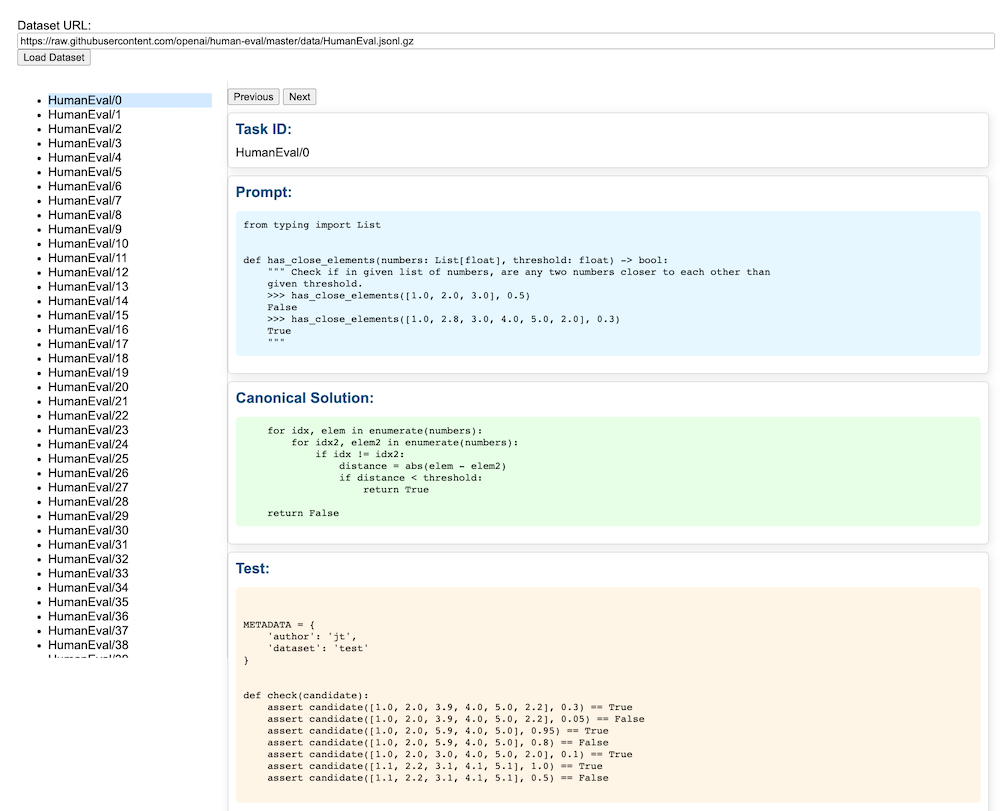 Dataset URL:
https://raw.githubusercontent.com/openai/human-eval/master/data/HumanEval.jsonl.gz
Load Dataset
HumanEval/0
HumanEval/1
HumanEval/2
HumanEval/3
HumanEval/4
HumanEval/5
HumanEval/6
HumanEval/7
HumanEval/8
HumanEval/9
HumanEval/10
HumanEval/11
HumanEval/12
HumanEval/13
HumanEval/14
HumanEval/15
HumanEval/16
HumanEval/17
HumanEval/18
HumanEval/19
HumanEval/20
HumanEval/21
HumanEval/22
HumanEval/23
HumanEval/24
HumanEval/25
HumanEval/26
HumanEval/27
HumanEval/28
HumanEval/29
HumanEval/30
HumanEval/31
HumanEval/32
HumanEval/33
HumanEval/34
HumanEval/35
HumanEval/36
HumanEval/37
HumanEval/38
Previous Next
Task ID:
HumanEval/0
Prompt:
from typing import List
def has_close_elements(numbers: List[float], threshold: float) -> bool:
    """ Check if in given list of numbers, are any two numbers closer to each other than
    given threshold.
    >>> has_close_elements([1.0, 2.0, 3.0], 0.5)
    False
    >>> has_close_elements([1.0, 2.8, 3.0, 4.0, 5.0, 2.0], 0.3)
    True
    """
Canonical Solution:
    for idx, elem in enumerate(numbers):
        for idx2, elem2 in enumerate(numbers):
            if idx != idx2:
                distance = abs(elem - elem2)
                if distance < threshold:
                    return True
    return False
Test:
METADATA = {
    'author': 'jt',
    'dataset': 'test'
}
def check(candidate):
    assert candidate([1.0, 2.0, 3.9, 4.0, 5.0, 2.2], 0.3) == True
    assert candidate([1.0, 2.0, 3.9, 4.0, 5.0, 2.2], 0.05) == False
    assert candidate([1.0, 2.0, 5.9, 4.0, 5.0], 0.95) == True
    assert candidate([1.0, 2.0, 5.9, 4.0, 5.0], 0.8) == False
    assert candidate([1.0, 2.0, 3.0, 4.0, 5.0, 2.0], 0.1) == True
    assert candidate([1.1, 2.2, 3.1, 4.1, 5.1], 1.0) == True
    assert candidate([1.1, 2.2, 3.1, 4.1, 5.1], 0.5) == False